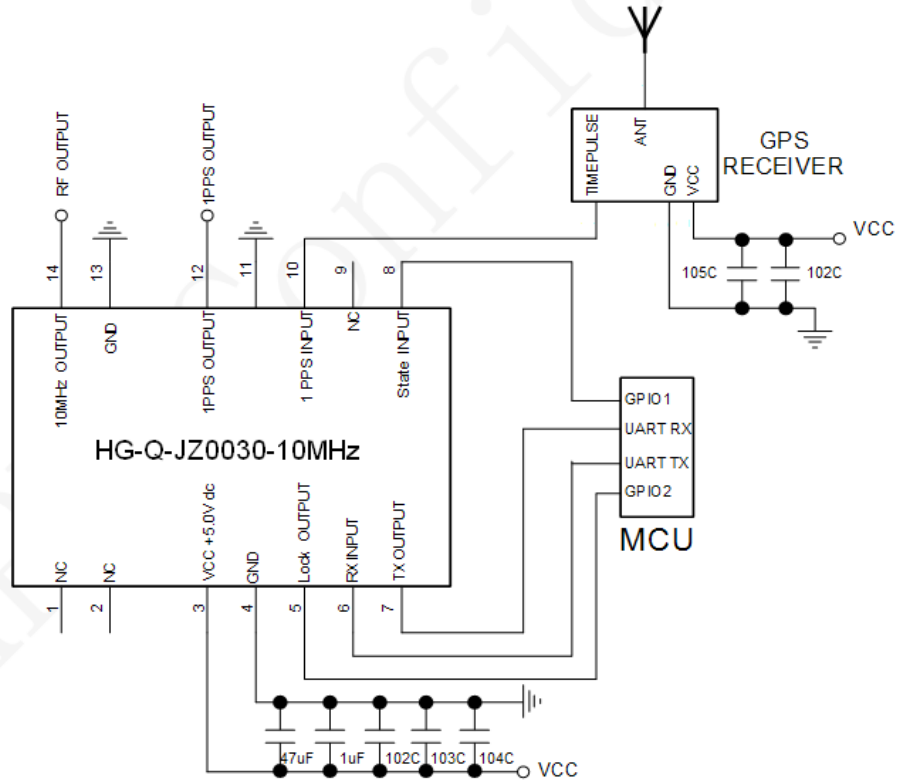 RF OUTPUT
1PPS OUTPUT
TIMEPULSE
ANT
GND
VCC
GPS
RECEIVER
VCC
105C
102C
14
13
12
11
10
9
8
10MHz OUTPUT
GND
1PPS OUTPUT
1 PPS INPUT
NC
State INPUT
HG-Q-JZ0030-10MHz
GPIO1
UART RX
UART TX
GPIO2
MCU
NC
NC
VCC +5.0V dc
GND
Lock OUTPUT
RX INPUT
TX OUTPUT
1
2
3
4
5
6
7
47uF
1uF
102C
103C
104C
VCC